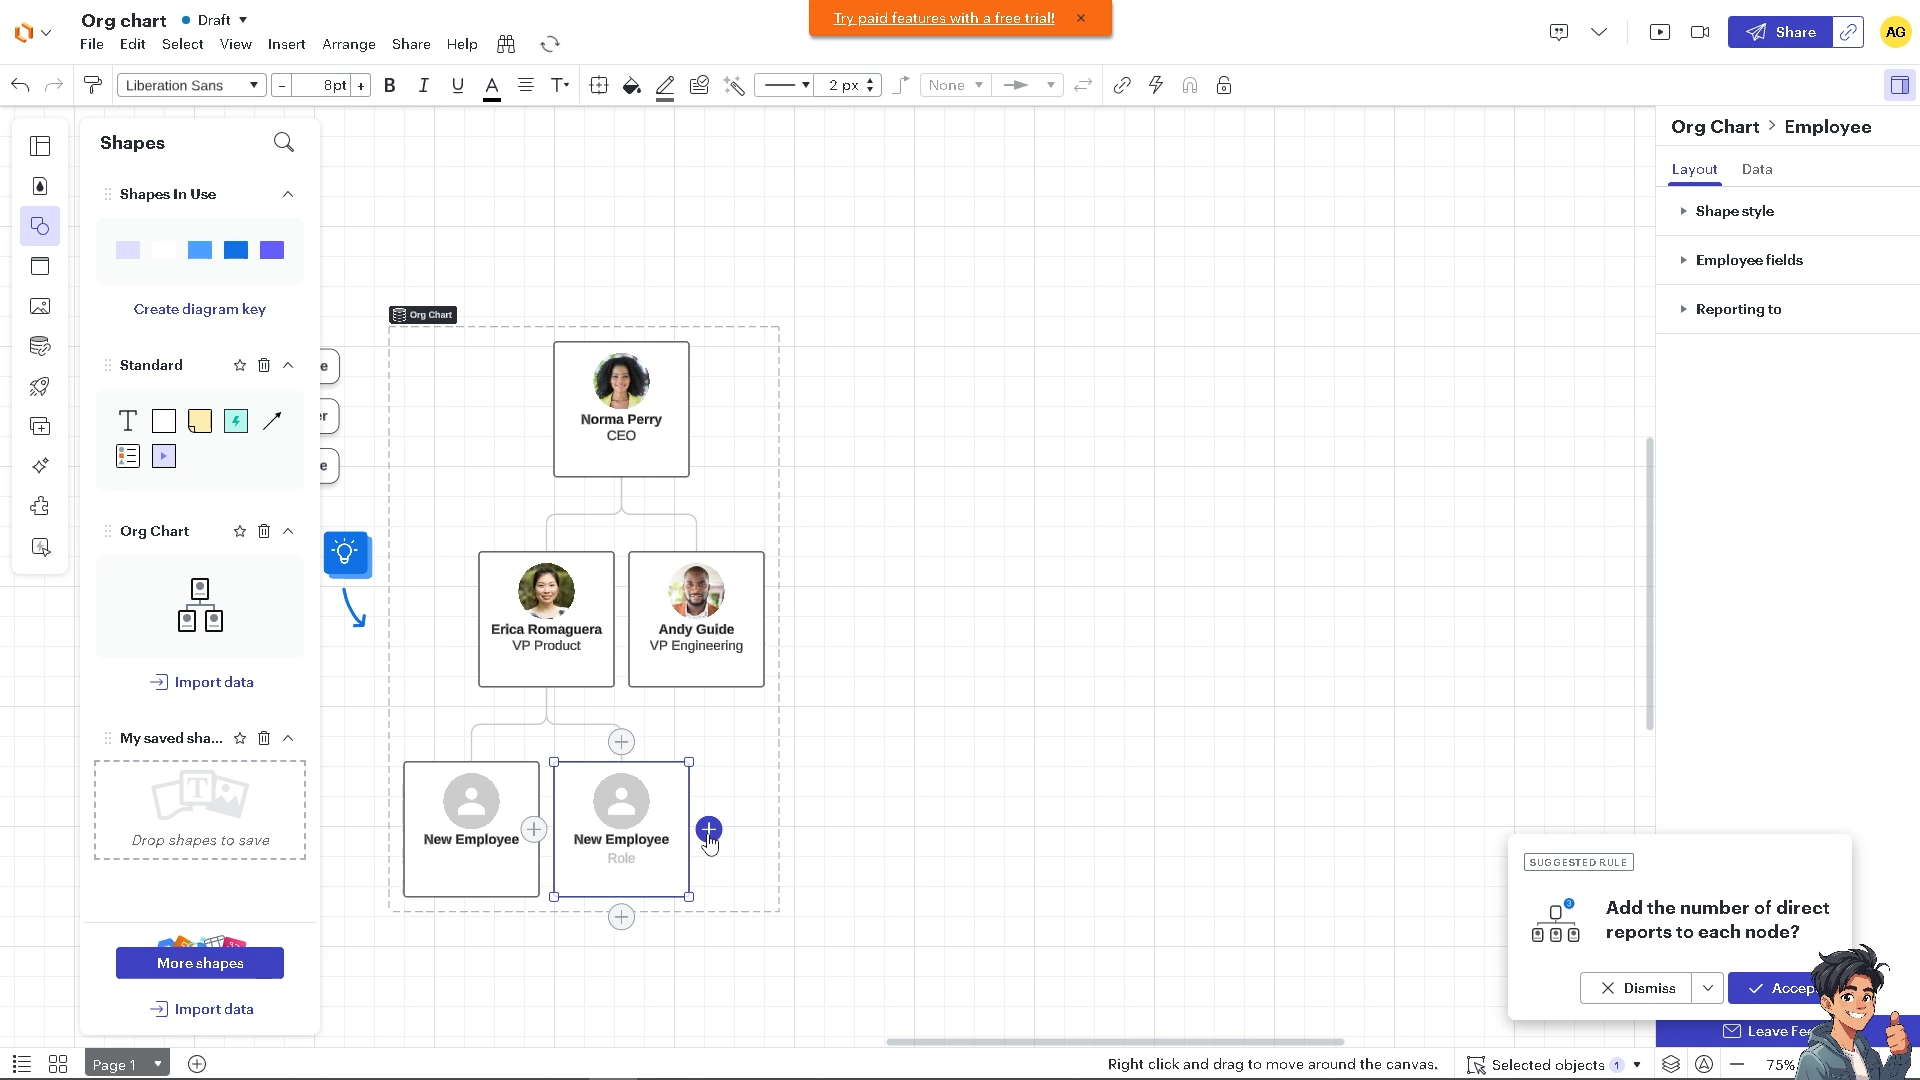 Org chart
Draft
Try paid features with a free trial!
File Edit Select View Insert Arrange Share Help
Share
AG
Liberation Sans
8pt
2 px
None
Shapes
Shapes In Use
Create diagram key
Standard
Org Chart
Import data
My saved sha...
Drop shapes to save
More shapes
Import data
e
er
e
Org Chart
Norma Perry
CEO
Erica Romaguera
VP Product
Andy Guide
VP Engineering
New Employee
New Employee
Role
Org Chart > Employee
Layout Data
Shape style
Employee fields
Reporting to
SUGGESTED RULE
3
Add the number of direct
reports to each node?
Dismiss
Accep
Leave Fe
Page 1
Right click and drag to move around the canvas.
Selected objects 1
75%